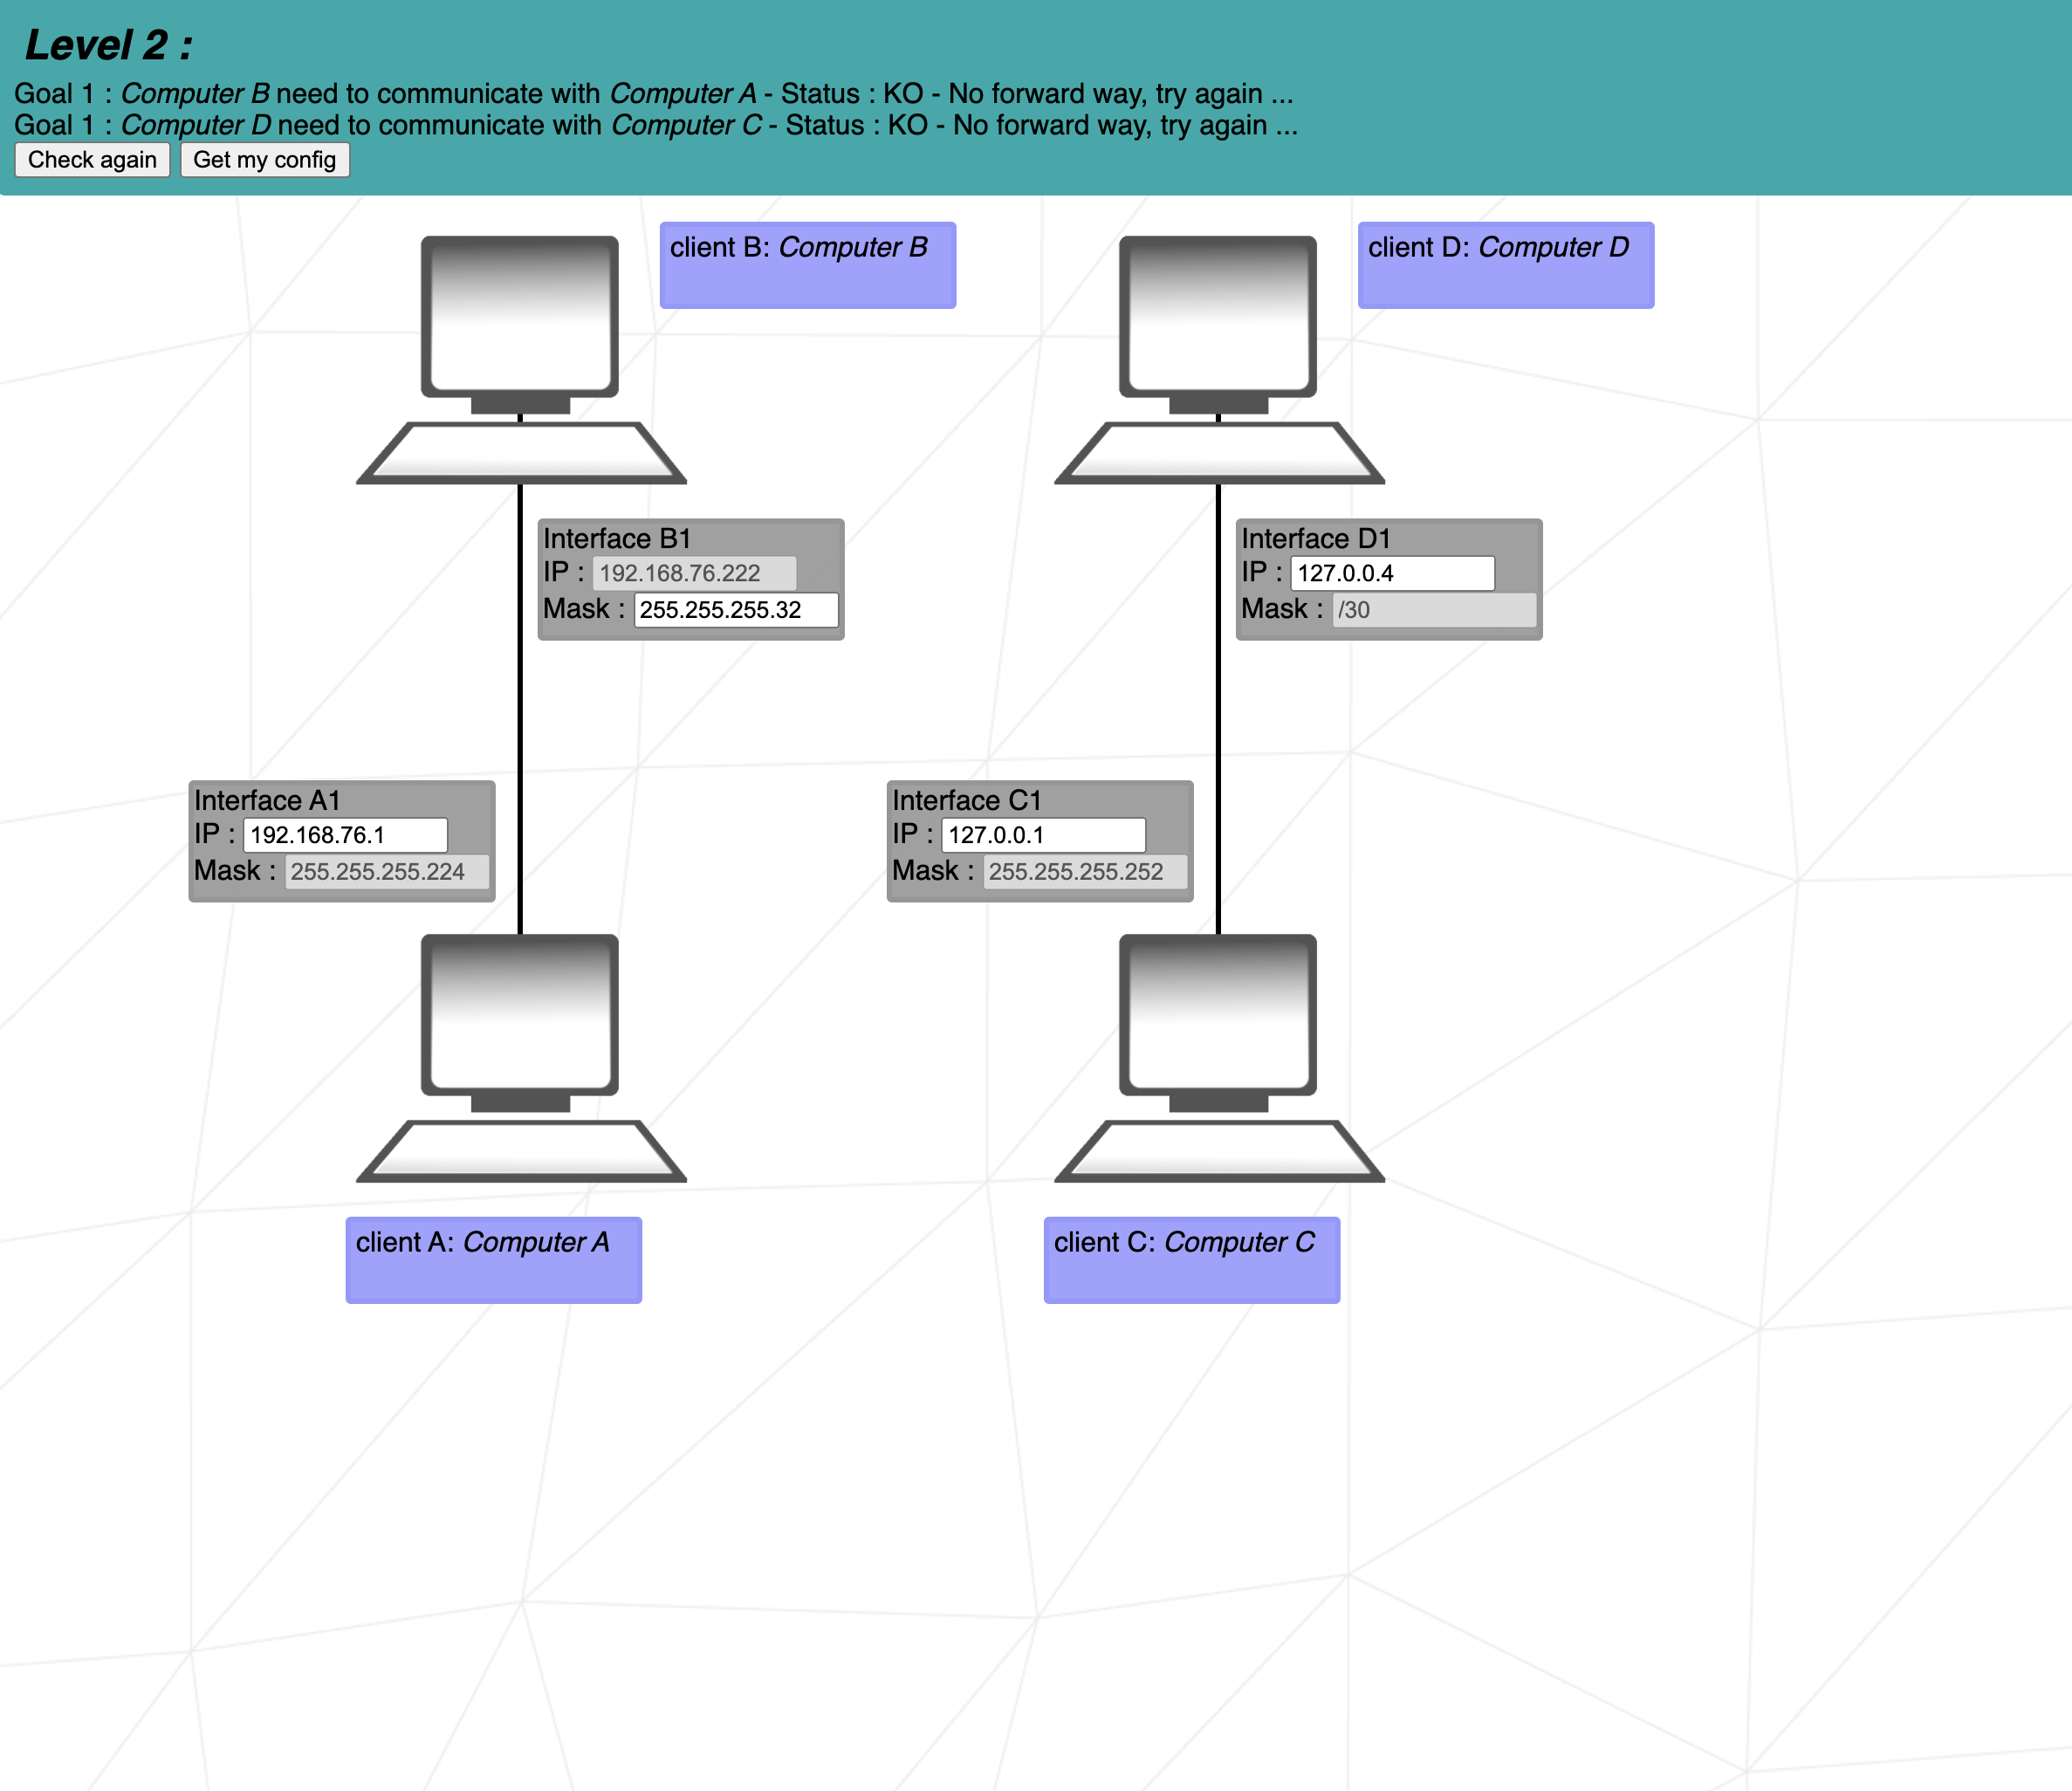 Level 2 :
Goal 1 : Computer B need to communicate with Computer A - Status : KO - No forward way, try again ...
Goal 1 : Computer D need to communicate with Computer C - Status : KO - No forward way, try again ...
Check again Get my config
client B: Computer B
client D: Computer D
Interface B1
IP : 192.168.76.222
Mask : 255.255.255.32
Interface D1
IP : 127.0.0.4
Mask : /30
Interface A1
IP : 192.168.76.1
Mask : 255.255.255.224
Interface C1
IP : 127.0.0.1
Mask : 255.255.255.252
client A: Computer A
client C: Computer C